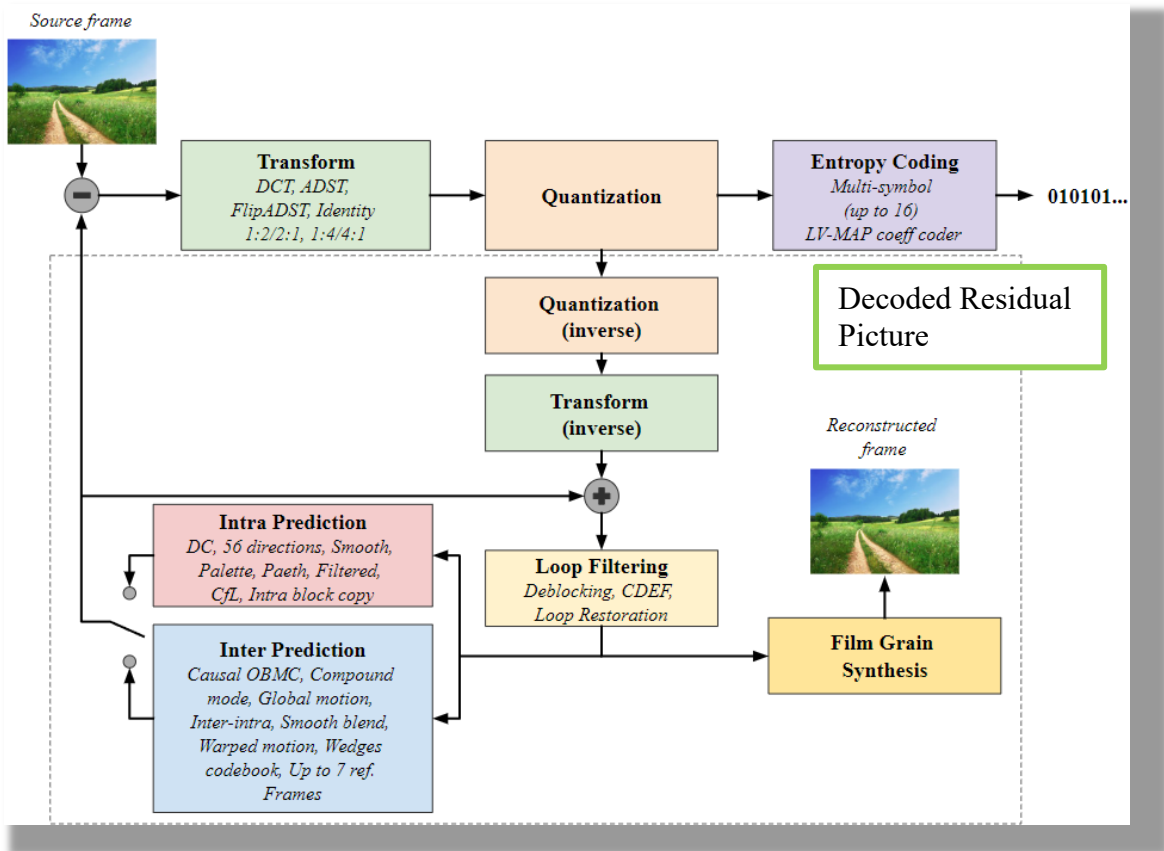 Source frame
Transform
DCT, ADST,
FlipADST, Identity
1:2/2:1, 1:4/4:1
Quantization
Entropy Coding
Multi-symbol
(up to 16)
LV-MAP coeff coder
010101...
Quantization
(inverse)
Decoded Residual
Picture
Transform
(inverse)
Reconstructed
frame
Intra Prediction
DC, 56 directions, Smooth,
Palette, Paeth, Filtered,
CfL, Intra block copy
Loop Filtering
Deblocking, CDEF,
Loop Restoration
Inter Prediction
Causal OBMC, Compound
mode, Global motion,
Inter-intra, Smooth blend,
Warped motion, Wedges
codebook, Up to 7 ref.
Frames
Film Grain
Synthesis